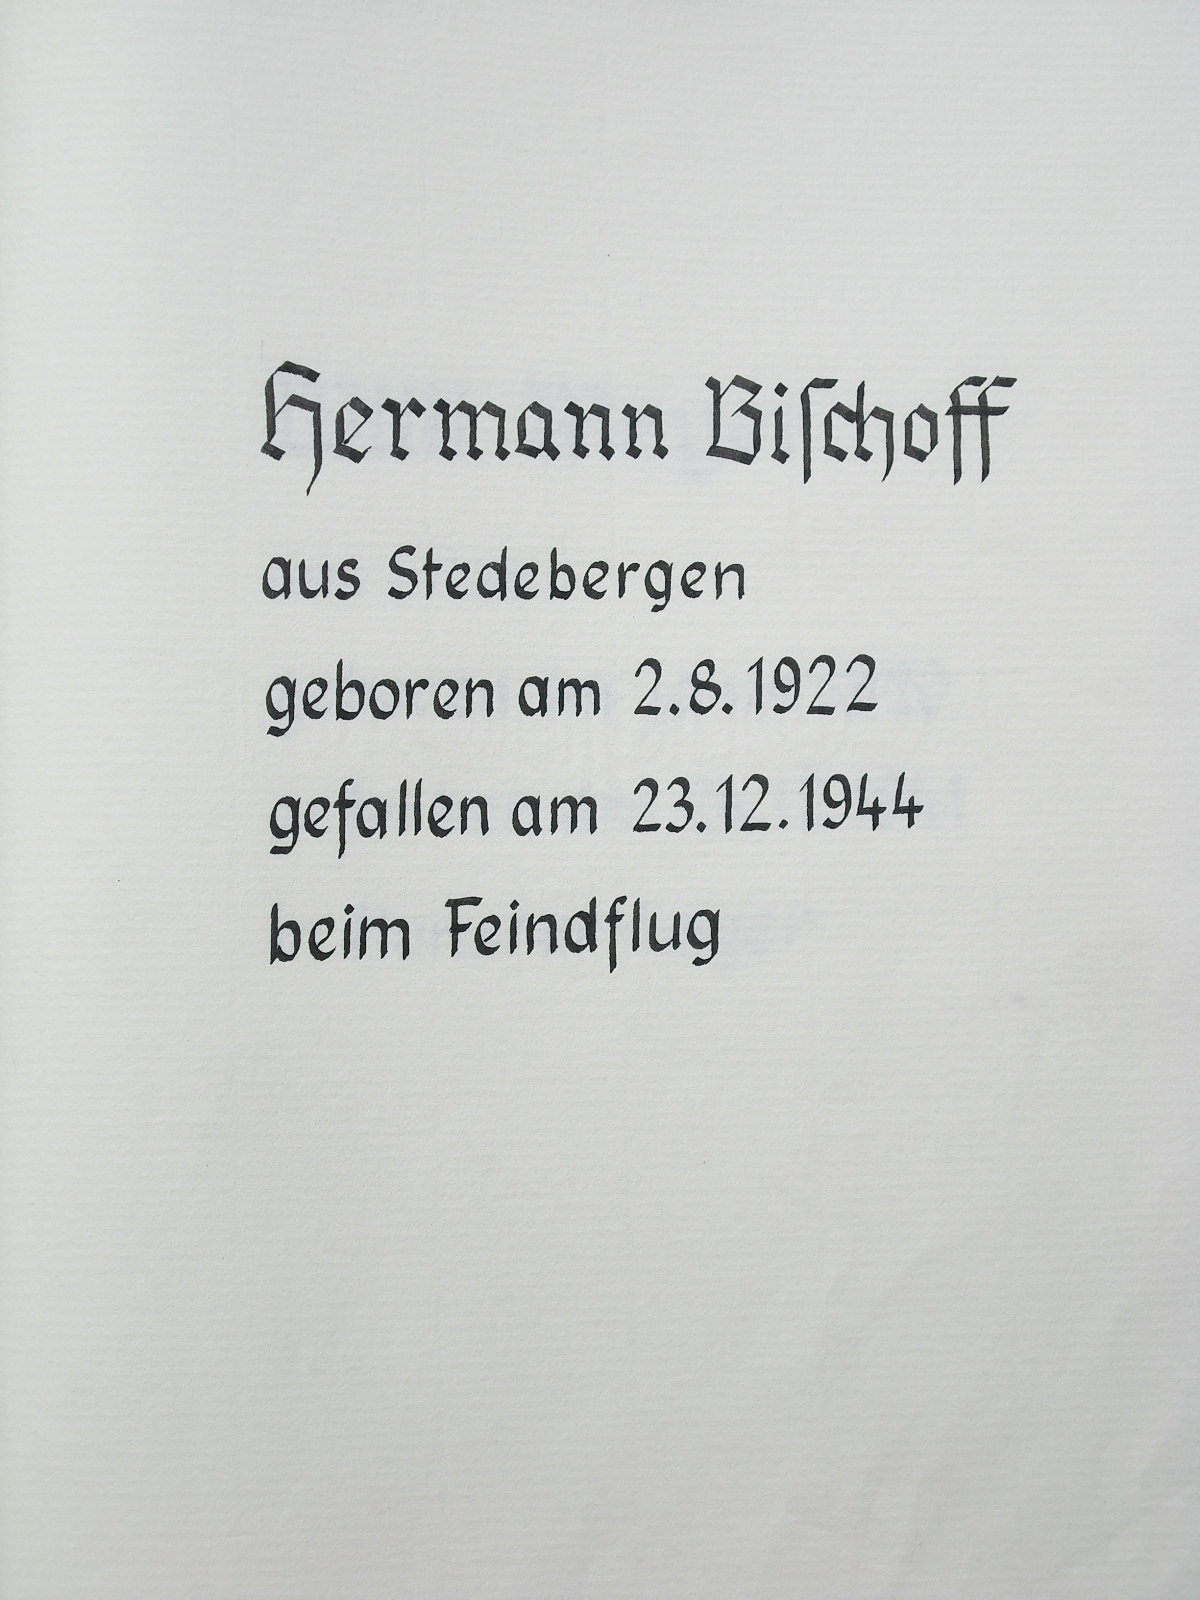 Hermann Biſchoff
aus Stedebergen
geboren am 2.8.1922
gefallen am 23.12.1944
beim Feindflug